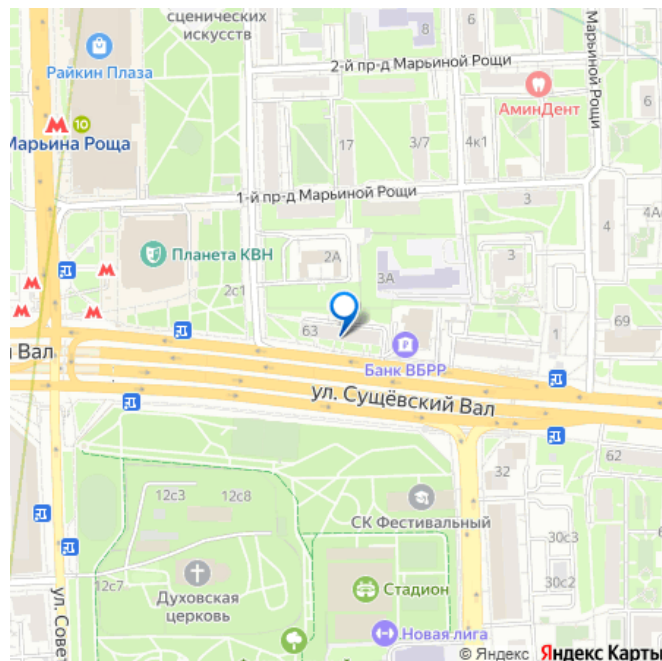 сценических
искусств
8
6
6
Райкин Плаза
2-й пр-д Марьиной Рощи
Марьиной Рощи
АминДент
10
Марьина Роща
17
3/7
4к1
6
1-й пр-д Марьиной Рощи
3
4
4А
Планета КВН
2А
3А
3
2с1
63
1
69
й Вал
Банк ВБРР
ул. Сущёвский Вал
62
32
12с3
12с8
СК Фестивальный
30с3
12с7
Духовская
церковь
Стадион
30с2
ул. Совет
Новая лига
© Яндекс Яндекс Карты